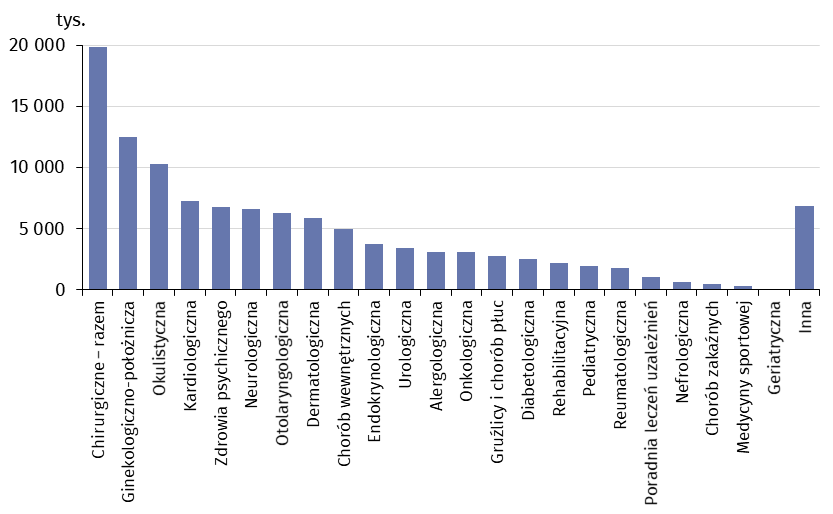 tys.
20 000
15 000
10 000
5 000
0
Chirurgiczne – razem
Ginekologiczno-położnicza
Okulistyczna
Kardiologiczna
Zdrowia psychicznego
Neurologiczna
Otolaryngologiczna
Dermatologiczna
Chorób wewnętrznych
Endokrynologiczna
Urologiczna
Alergologiczna
Onkologiczna
Gruźlicy i chorób płuc
Diabetologiczna
Rehabilitacyjna
Pediatryczna
Reumatologiczna
Poradnia leczeń uzależnień
Nefrologiczna
Chorób zakaźnych
Medycyny sportowej
Geriatryczna
Inna